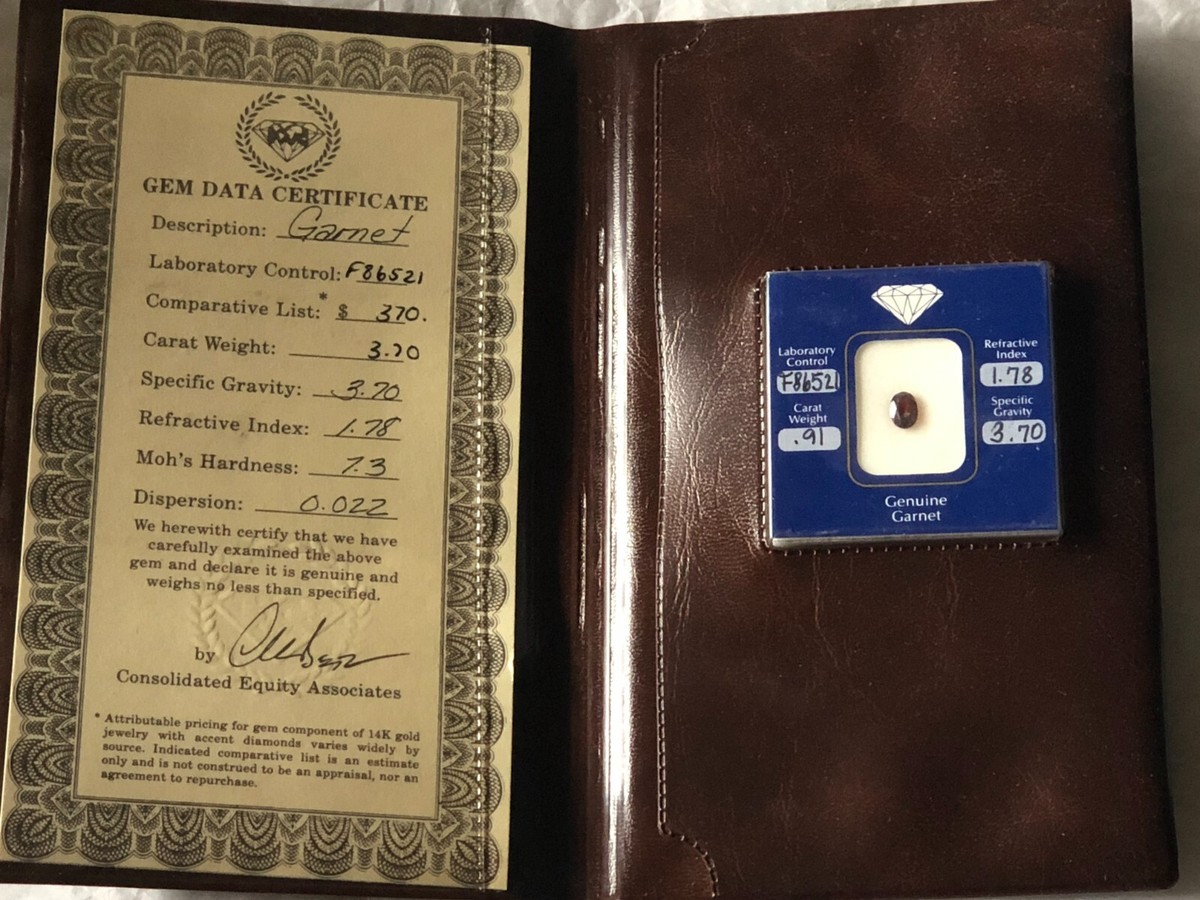 GEM DATA CERTIFICATE
Description: Garnet
Laboratory Control: F86521
Comparative List:* $ 370.
Carat Weight: 3.70
Specific Gravity: 3.70
Refractive Index: 1.78
Moh's Hardness: 7.3
Dispersion: 0.022
We herewith certify that we have
carefully examined the above
gem and declare it is genuine and
weighs no less than specified.
by
Consolidated Equity Associates
* Attributable pricing for gem component of 14K gold
jewelry with accent diamonds varies widely by
source. Indicated comparative list is an estimate
only and is not construed to be an appraisal, nor an
agreement to repurchase.
Laboratory
Control
F86521
Carat
Weight
.91
Refractive
Index
1.78
Specific
Gravity
3.70
Genuine
Garnet